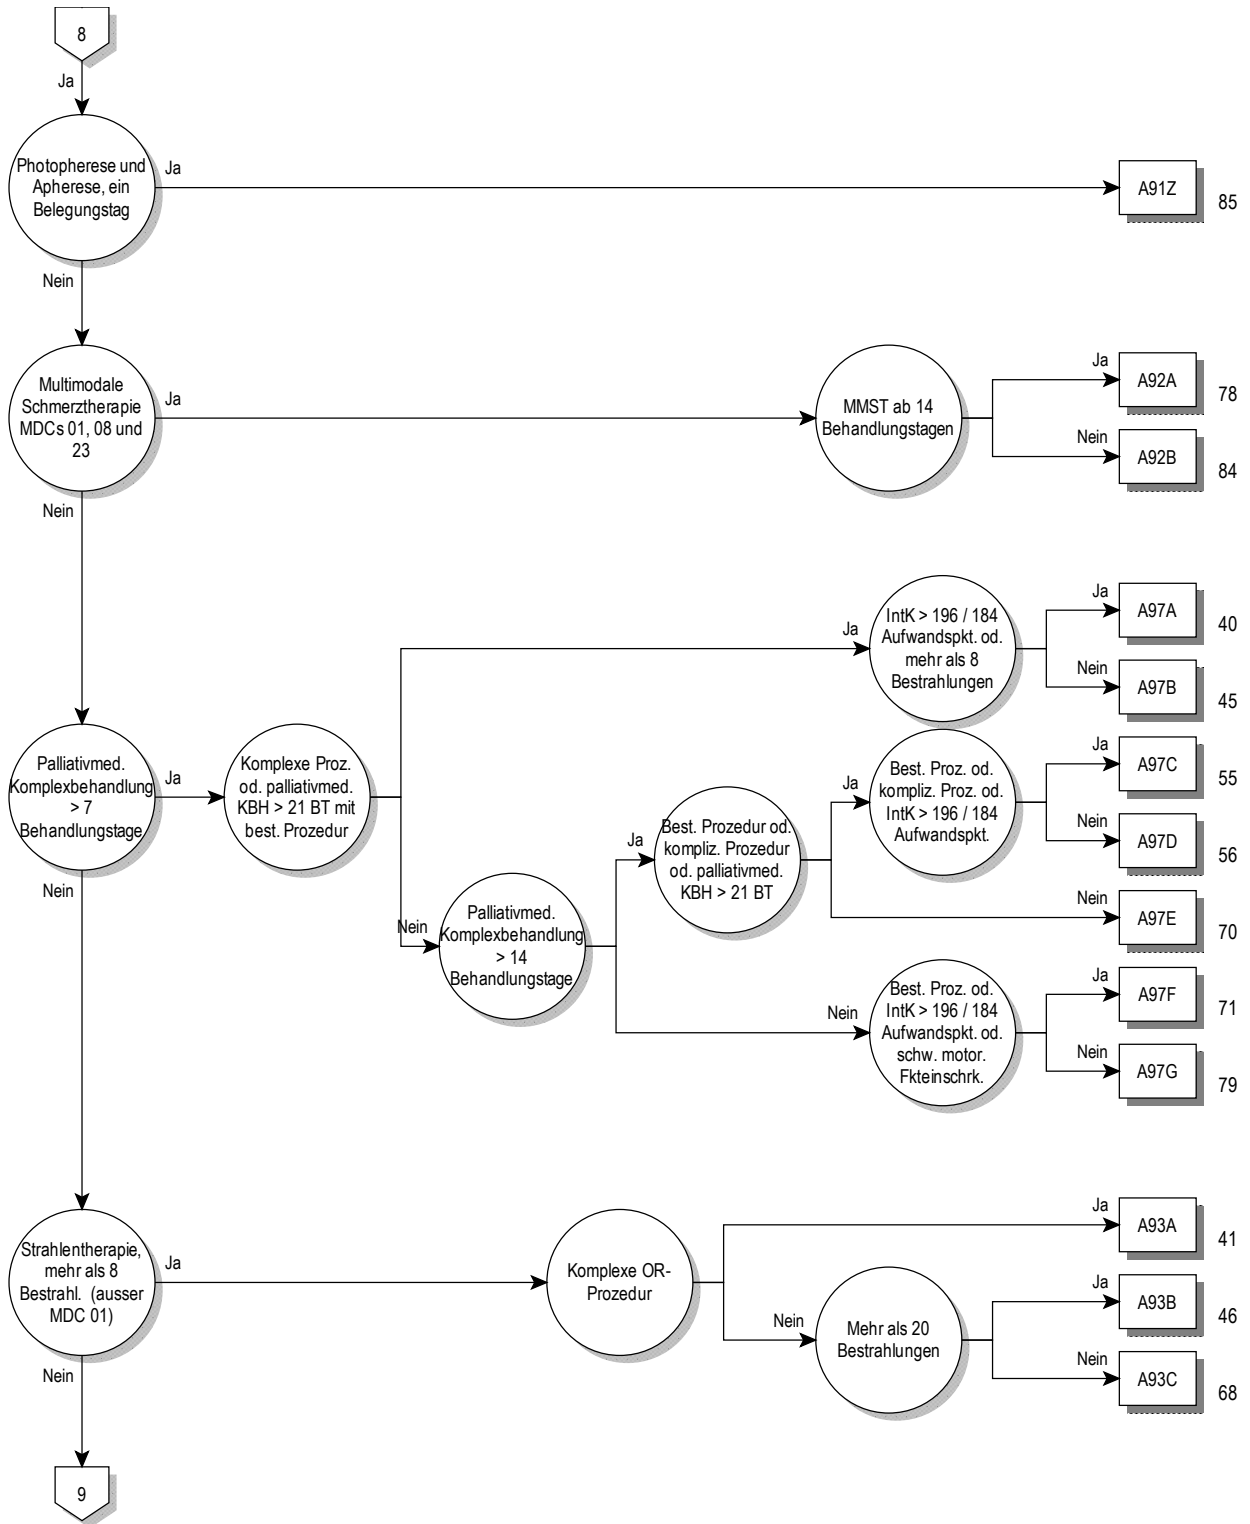 8
Ja
Photopherese und
Apherese, ein
Belegungstag
Ja
A91Z
85
Nein
Multimodale
Schmerztherapie
MDCs 01, 08 und
23
Ja
MMST ab 14
Behandlungstagen
Ja
A92A
78
Nein
A92B
84
Nein
Palliativmed.
Komplexbehandlung
> 7
Behandlungstage
Ja
Komplexe Proz.
od. palliativmed.
KBH > 21 BT mit
best. Prozedur
Ja
IntK > 196 / 184
Aufwandspkt. od.
mehr als 8
Bestrahlungen
Ja
A97A
40
Nein
A97B
45
Nein
Palliativmed.
Komplexbehandlung
> 14
Behandlungstage
Ja
Best. Prozedur od.
kompliz. Prozedur
od. palliativmed.
KBH > 21 BT
Ja
Best. Proz. od.
kompliz. Proz. od.
IntK > 196 / 184
Aufwandspkt.
Ja
A97C
55
Nein
A97D
56
Nein
A97E
70
Nein
Best. Proz. od.
IntK > 196 / 184
Aufwandspkt. od.
schw. motor.
Fkteinschrk.
Ja
A97F
71
Nein
A97G
79
Nein
Strahlentherapie,
mehr als 8
Bestrahl. (ausser
MDC 01)
Ja
Komplexe OR-
Prozedur
Ja
A93A
41
Nein
Mehr als 20
Bestrahlungen
Ja
A93B
46
Nein
A93C
68
Nein
9